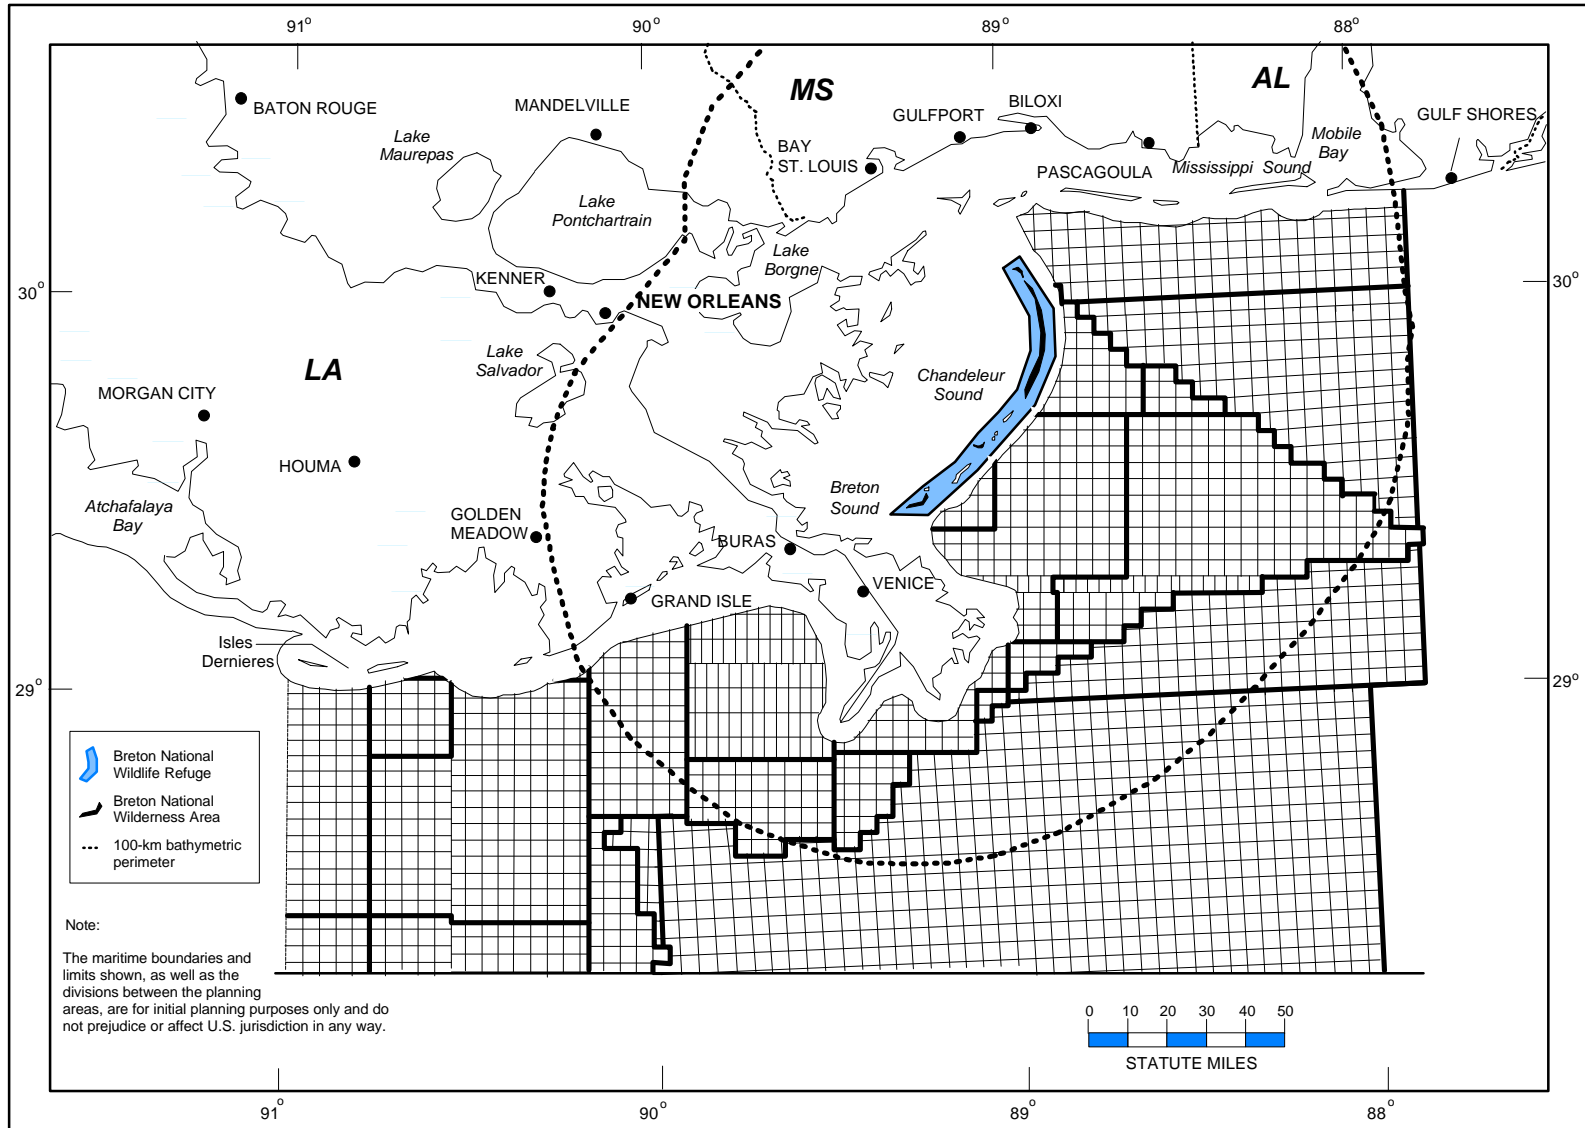 91°
90°
89°
88°
MS
AL
BATON ROUGE
MANDELVILLE
GULFPORT
BILOXI
GULF SHORES
Lake
Maurepas
BAY
ST. LOUIS
Mobile
Bay
PASCAGOULA
Mississippi Sound
Lake
Pontchartrain
Lake
Borgne
30°
30°
KENNER
NEW ORLEANS
LA
Lake
Salvador
Chandeleur
Sound
MORGAN CITY
HOUMA
Atchafalaya
Bay
GOLDEN
MEADOW
Breton
Sound
BURAS
VENICE
GRAND ISLE
Isles
Dernieres
29°
29°
Breton National
Wildlife Refuge
Breton National
Wilderness Area
100-km bathymetric
perimeter
Note:
The maritime boundaries and
limits shown, as well as the
divisions between the planning
areas, are for initial planning purposes only and do
not prejudice or affect U.S. jurisdiction in any way.
0 10 20 30 40 50
STATUTE MILES
91°
90°
89°
88°